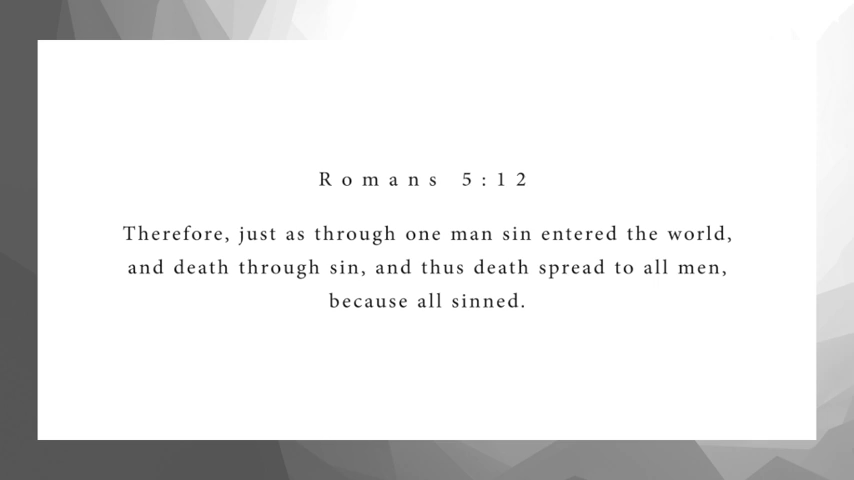 Romans 5:12
Therefore, just as through one man sin entered the world,
and death through sin, and thus death spread to all men,
because all sinned.